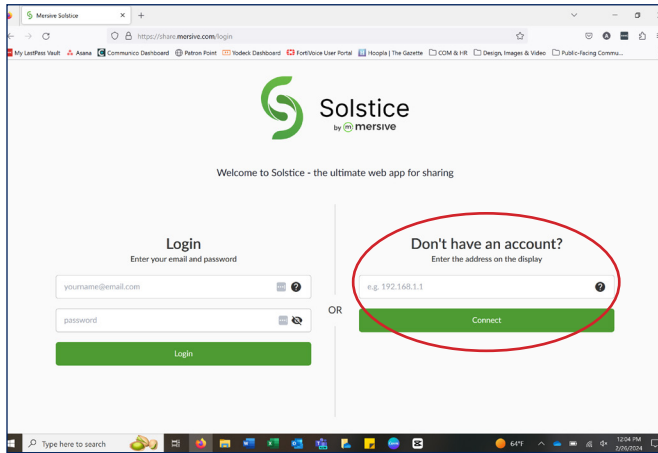 Mersive Solstice
https://share.mersive.com/login
My LastPass Vault Asana Communico Dashboard Patron Point Yodeck Dashboard FortiVoice User Portal Hoopla | The Gazette COM & HR Design, Images & Video Public-Facing Commu...
Solstice
by mersive
Welcome to Solstice - the ultimate web app for sharing
Login
Enter your email and password
yourname@email.com
password
Login
OR
Don't have an account?
Enter the address on the display
e.g. 192.168.1.1
Connect
Type here to search
64°F
12:04 PM
2/26/2024